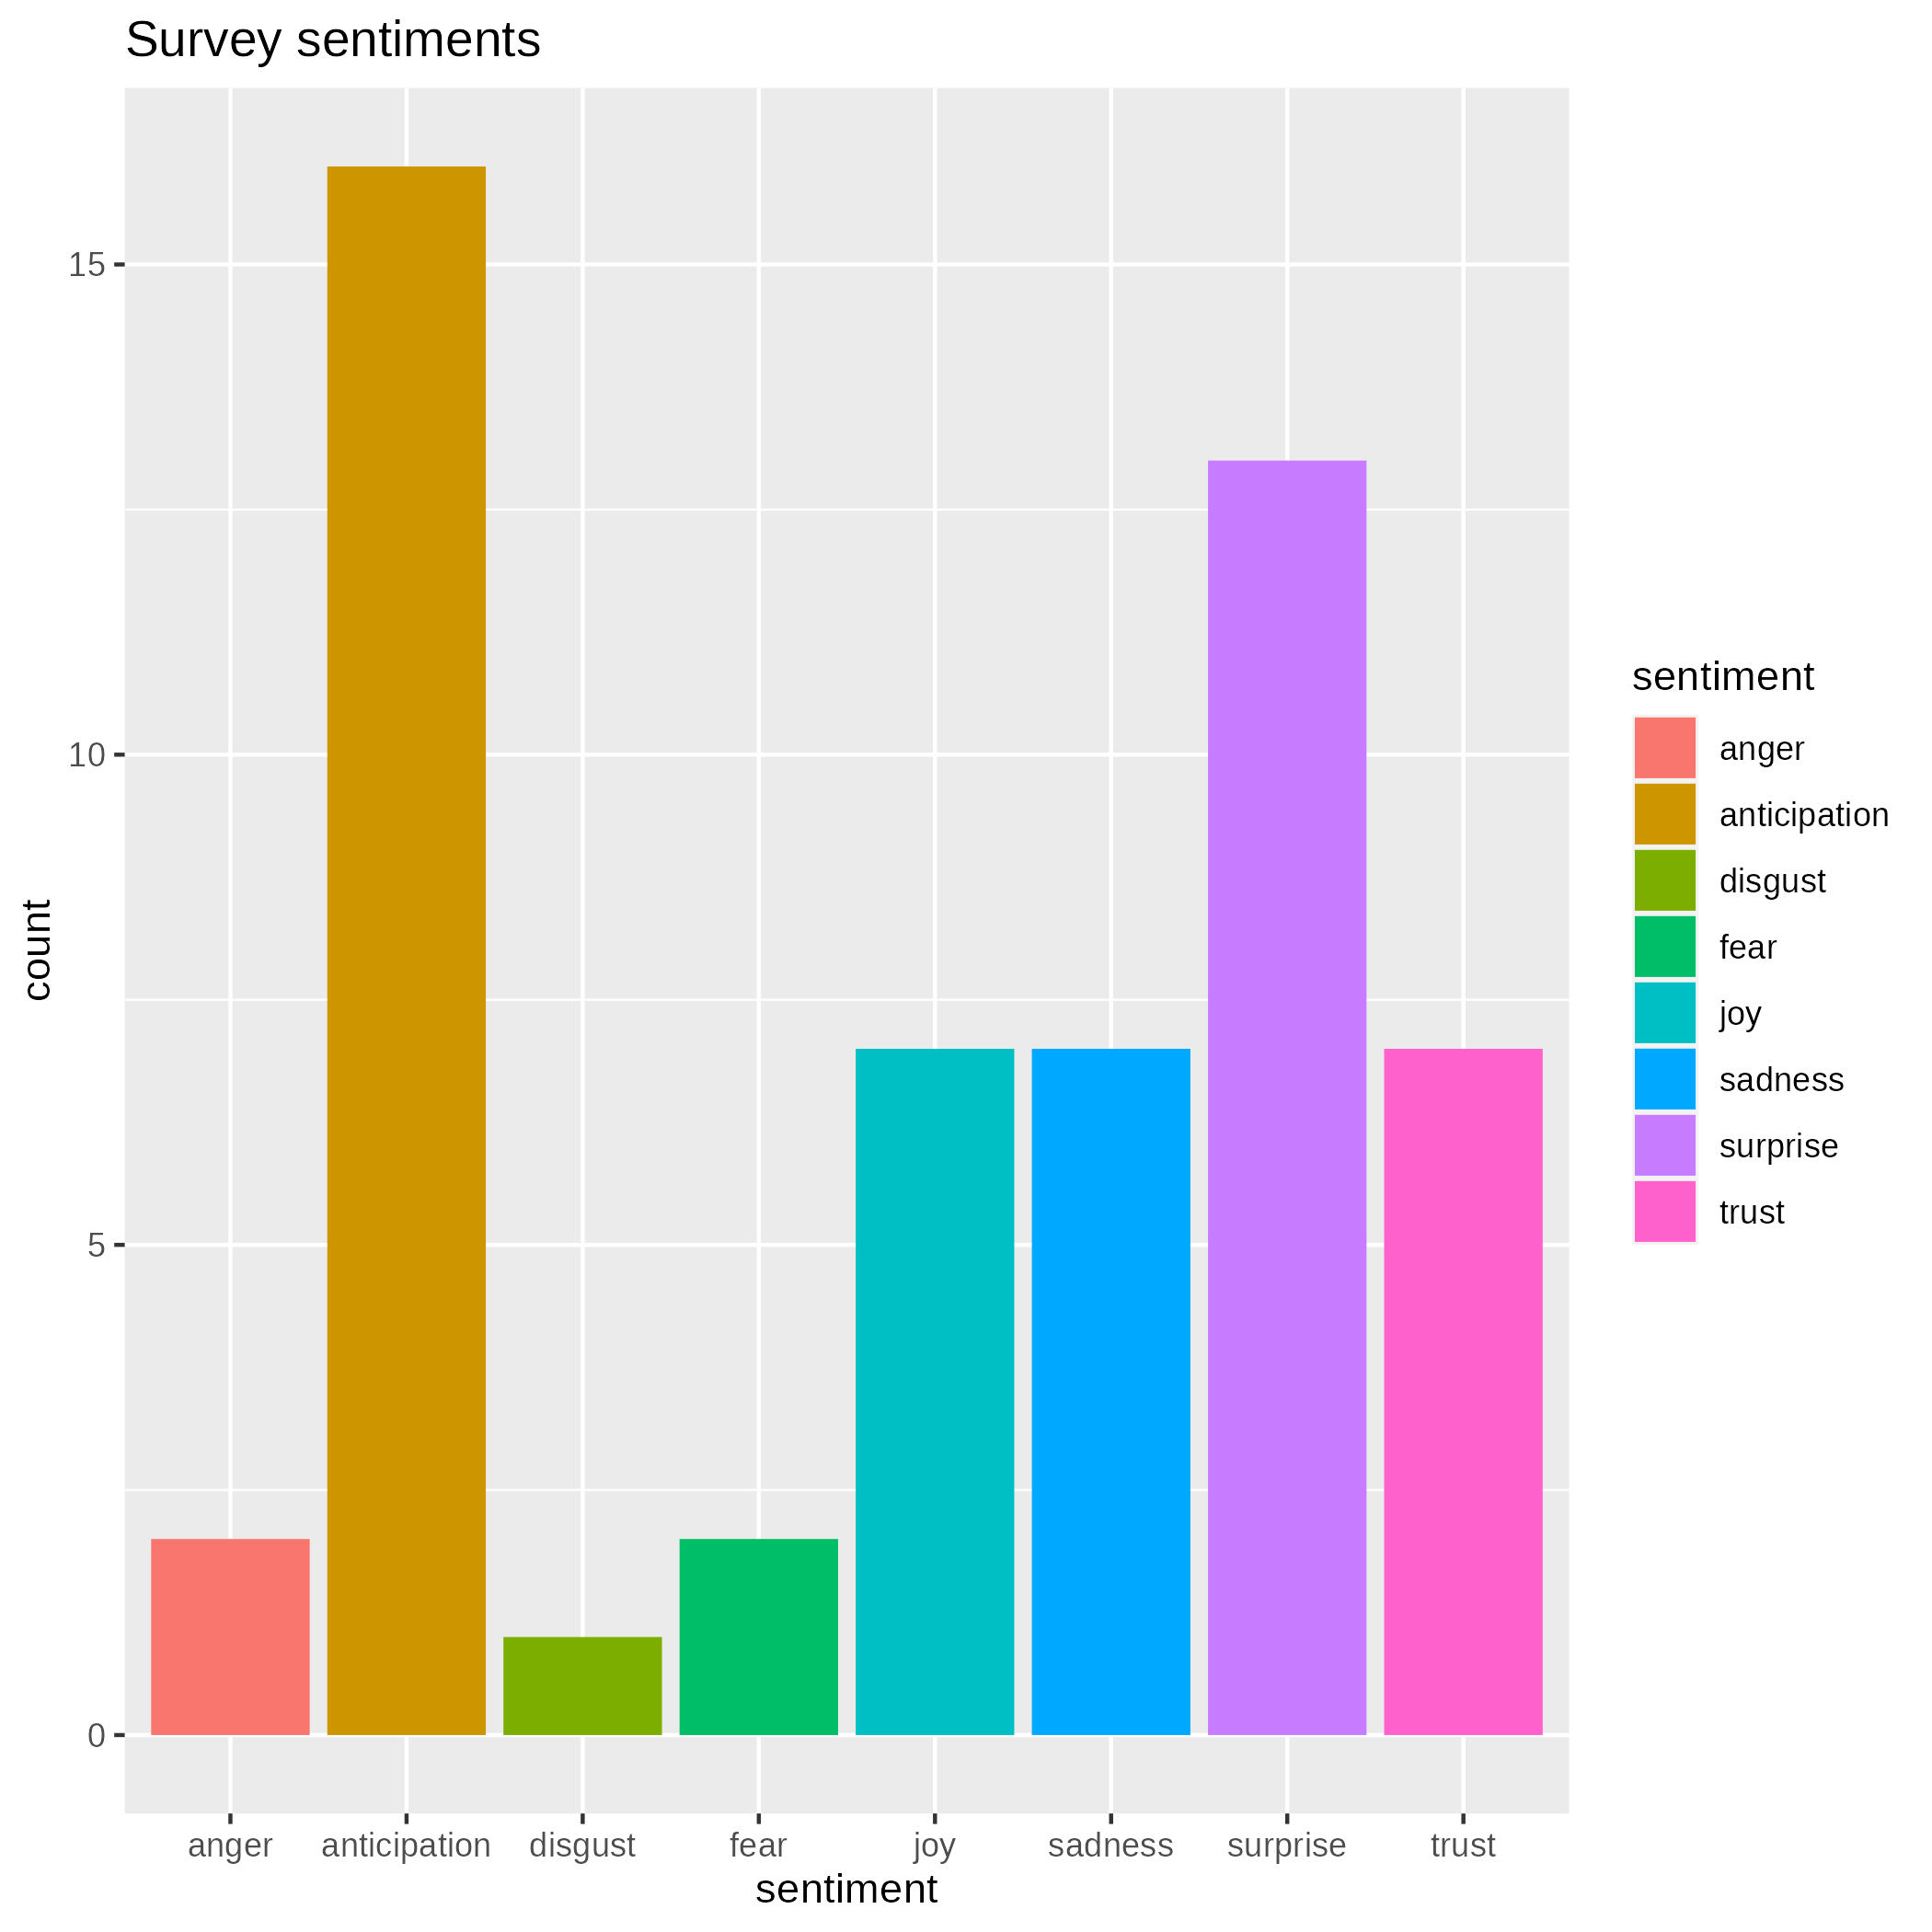 Survey sentiments
15
10
5
0
count
anger anticipation disgust fear joy sadness surprise trust
sentiment
sentiment
anger
anticipation
disgust
fear
joy
sadness
surprise
trust